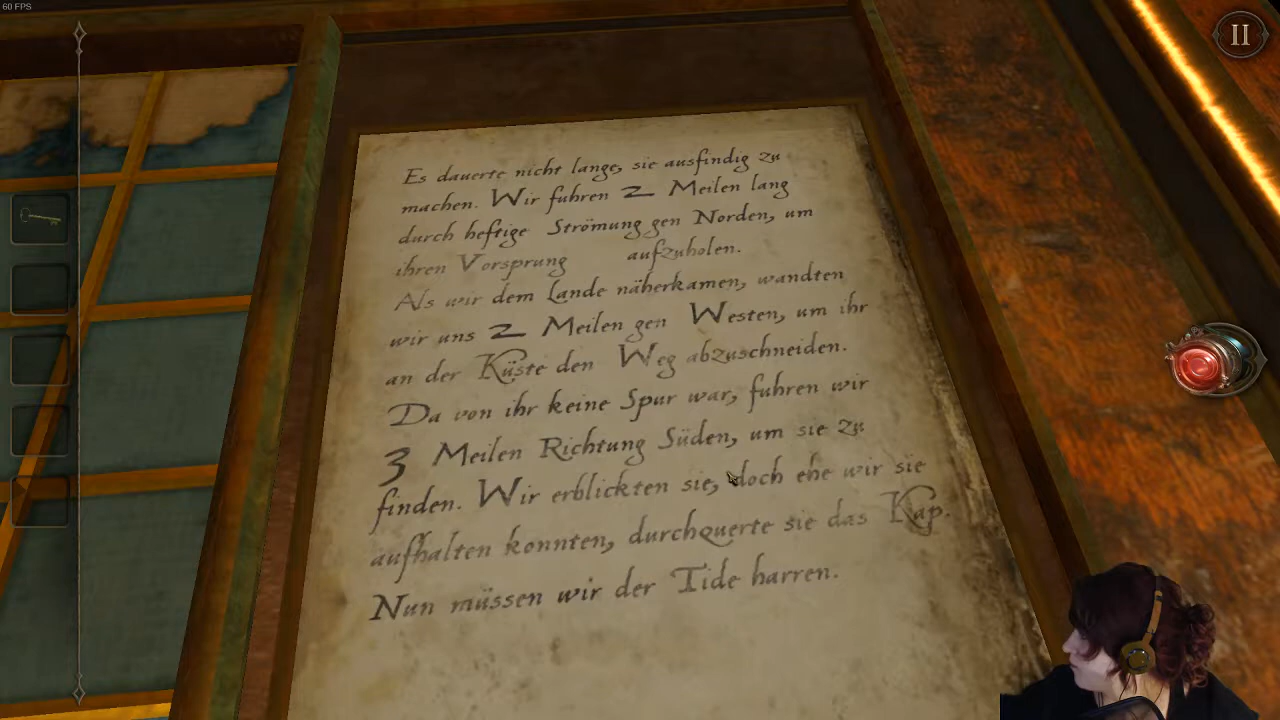 60 FPS
Es dauerte nicht lange, sie ausfindig zu
machen. Wir fuhren 2 Meilen lang
durch heftige Strömung gen Norden, um
ihren Vorsprung aufzuholen.
Als wir dem Lande näherkamen, wandten
wir uns 2 Meilen gen Westen, um ihr
an der Küste den Weg abzuschneiden.
Da von ihr keine Spur war, fuhren wir
3 Meilen Richtung Süden, um sie zu
finden. Wir erblickten sie, doch ehe wir sie
aufhalten konnten, durchquerte sie das Kap.
Nun müssen wir der Tide harren.